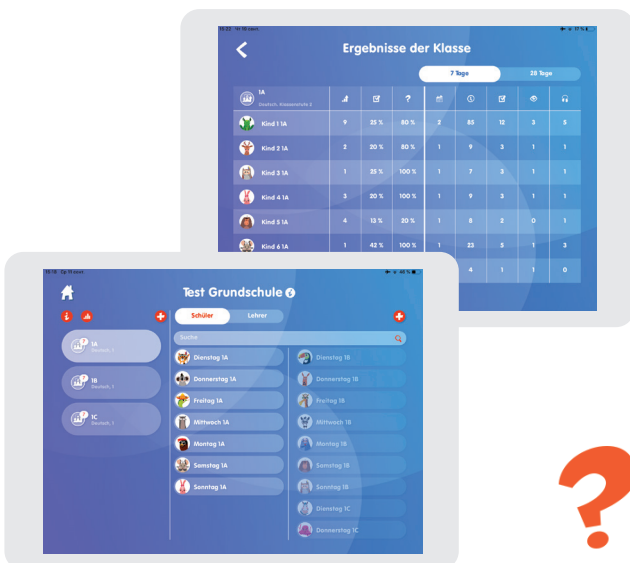 Ergebnisse der Klasse
7 Tage 28 Tage
1A
Deutsch, Klassenstufe 2
?
Kind 1 1A 9 25 % 80 % 3 85 12 3 5
Kind 2 1A 2 20 % 80 % 1 9 3 1 1
Kind 3 1A 1 25 % 100 % 1 7 3 1 1
Kind 4 1A 3 20 % 100 % 1 9 3 1 1
Kind 5 1A 4 13 % 20 % 1 8 2 0 1
Kind 6 1A 1 42 % 100 % 1 23 5 1 3
4 1 1 0
Test Grundschule
Schüler Lehrer
Suche
1A
Deutsch, 1
1B
Deutsch, 1
1C
Deutsch, 1
Dienstag 1A
Donnerstag 1A
Freitag 1A
Mittwoch 1A
Montag 1A
Samstag 1A
Sonntag 1A
Dienstag 1B
Donnerstag 1B
Freitag 1B
Mittwoch 1B
Montag 1B
Samstag 1B
Sonntag 1B
Dienstag 1C
Donnerstag 1C
?